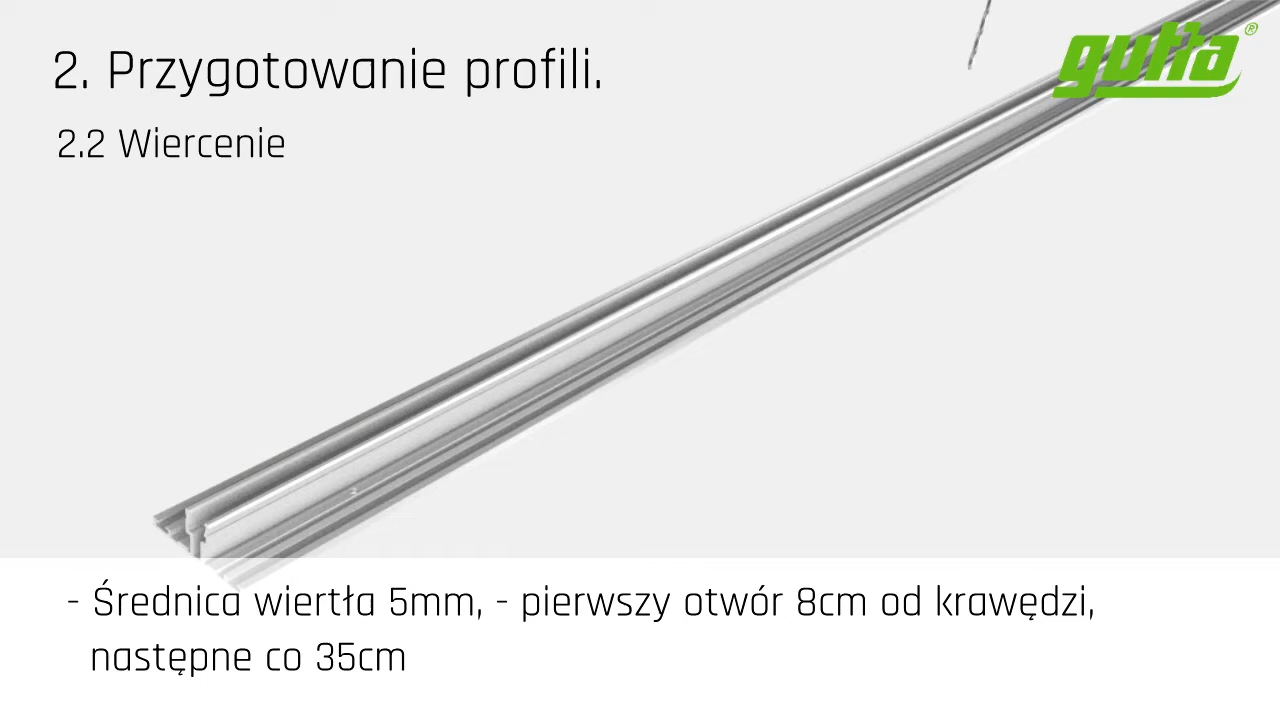 2. Przygotowanie profili.
gutta®
2.2 Wiercenie
- Średnica wiertła 5mm, - pierwszy otwór 8cm od krawędzi,
następne co 35cm